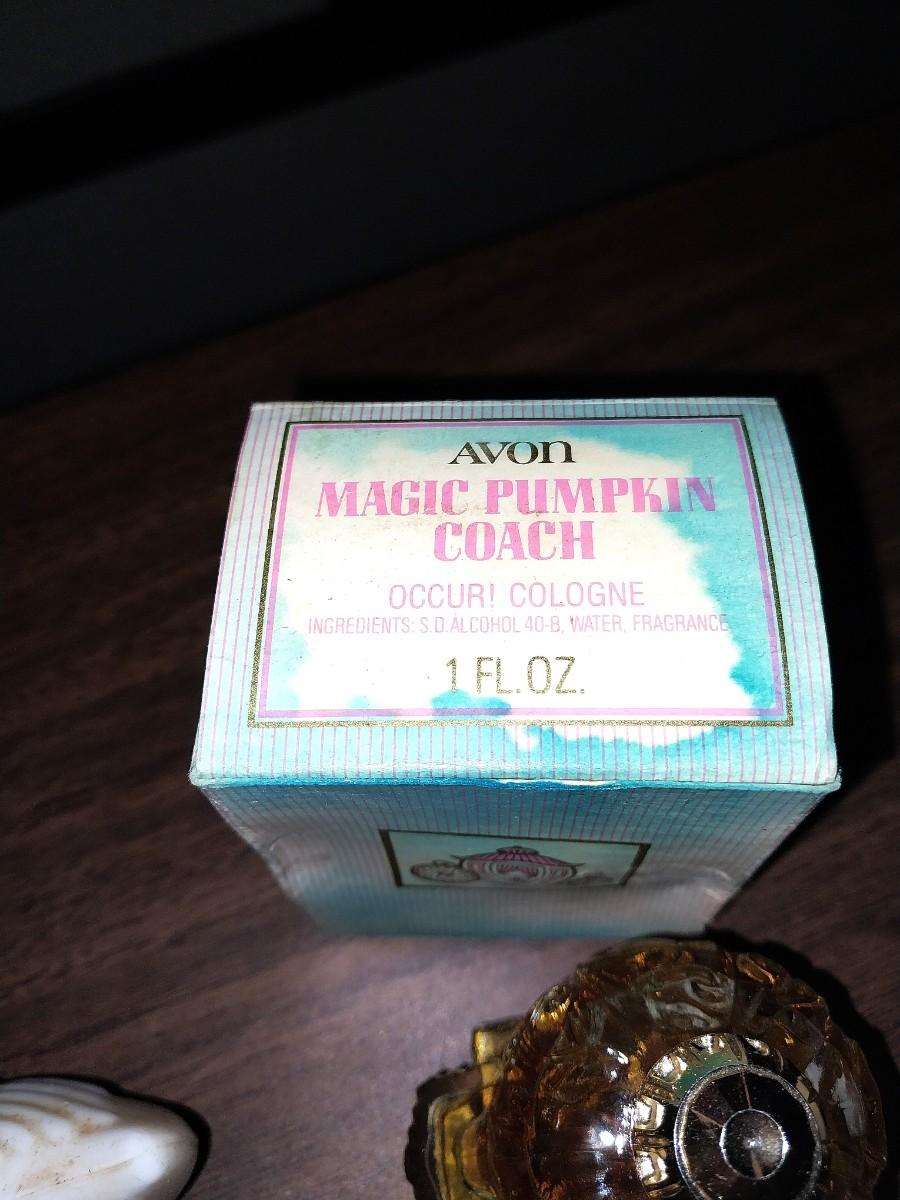 AVON
MAGIC PUMPKIN
COACH
OCCUR! COLOGNE
INGREDIENTS: S.D. ALCOHOL 40-B, WATER, FRAGRANCE
1 FL. OZ.